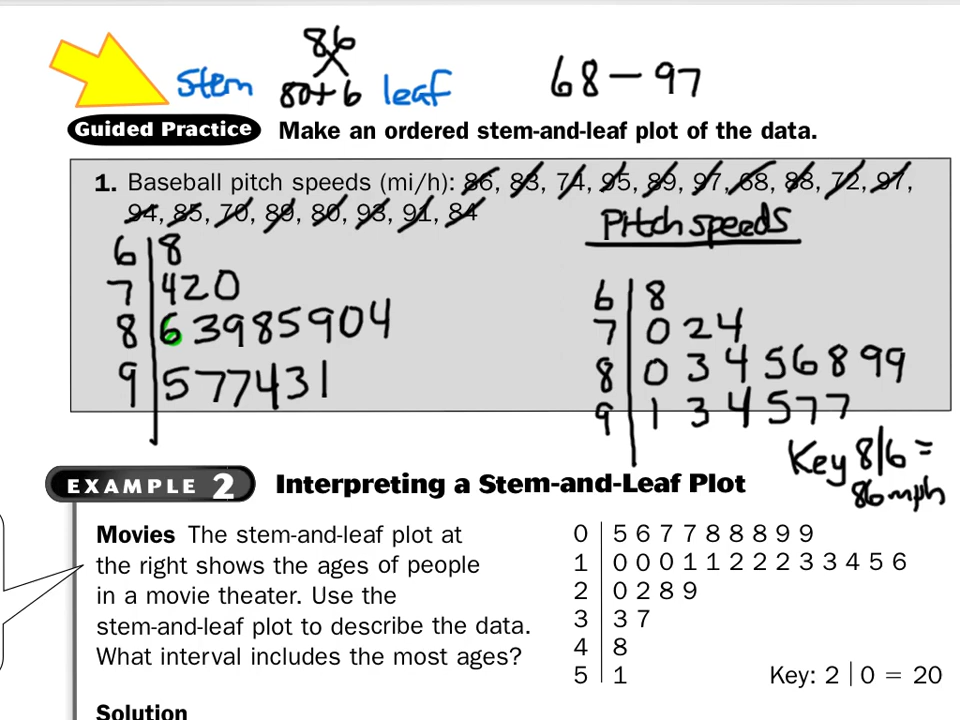 86
stem 80+6 leaf 68-97
Guided Practice Make an ordered stem-and-leaf plot of the data.
1. Baseball pitch speeds (mi/h): 86, 83, 74, 95, 89, 97, 68, 88, 72, 97,
94, 85, 70, 89, 80, 93, 91, 84
Pitch speeds
6 | 8
7 | 4 2 0
8 | 6 3 9 8 5 9 0 4
9 | 5 7 7 4 3 1
6 | 8
7 | 0 2 4
8 | 0 3 4 5 6 8 9 9
9 | 1 3 4 5 7 7
Key 8|6 =
86 mph
EXAMPLE 2 Interpreting a Stem-and-Leaf Plot
Movies The stem-and-leaf plot at
the right shows the ages of people
in a movie theater. Use the
stem-and-leaf plot to describe the data.
What interval includes the most ages?
0 | 5 6 7 7 8 8 8 9 9
1 | 0 0 0 1 1 2 2 2 3 3 4 5 6
2 | 0 2 8 9
3 | 3 7
4 | 8
5 | 1
Key: 2 | 0 = 20
Solution